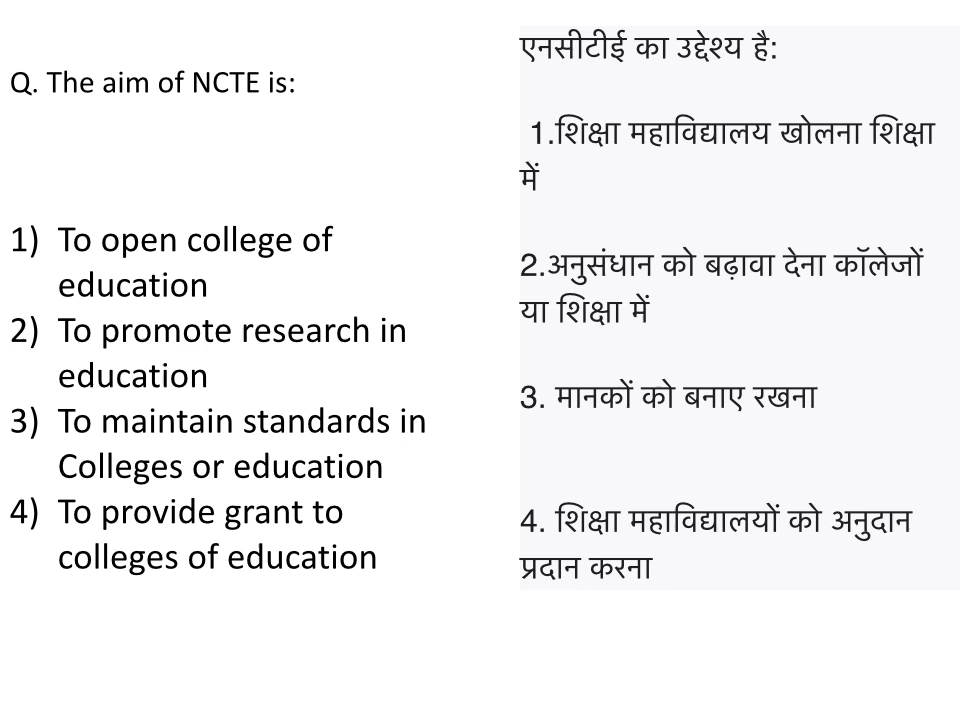 Q. The aim of NCTE is:
1) To open college of
education
2) To promote research in
education
3) To maintain standards in
Colleges or education
4) To provide grant to
colleges of education
एनसीटीई का उद्देश्य है:
1.शिक्षा महाविद्यालय खोलना शिक्षा
में
2.अनुसंधान को बढ़ावा देना कॉलेजों
या शिक्षा में
3. मानकों को बनाए रखना
4. शिक्षा महाविद्यालयों को अनुदान
प्रदान करना